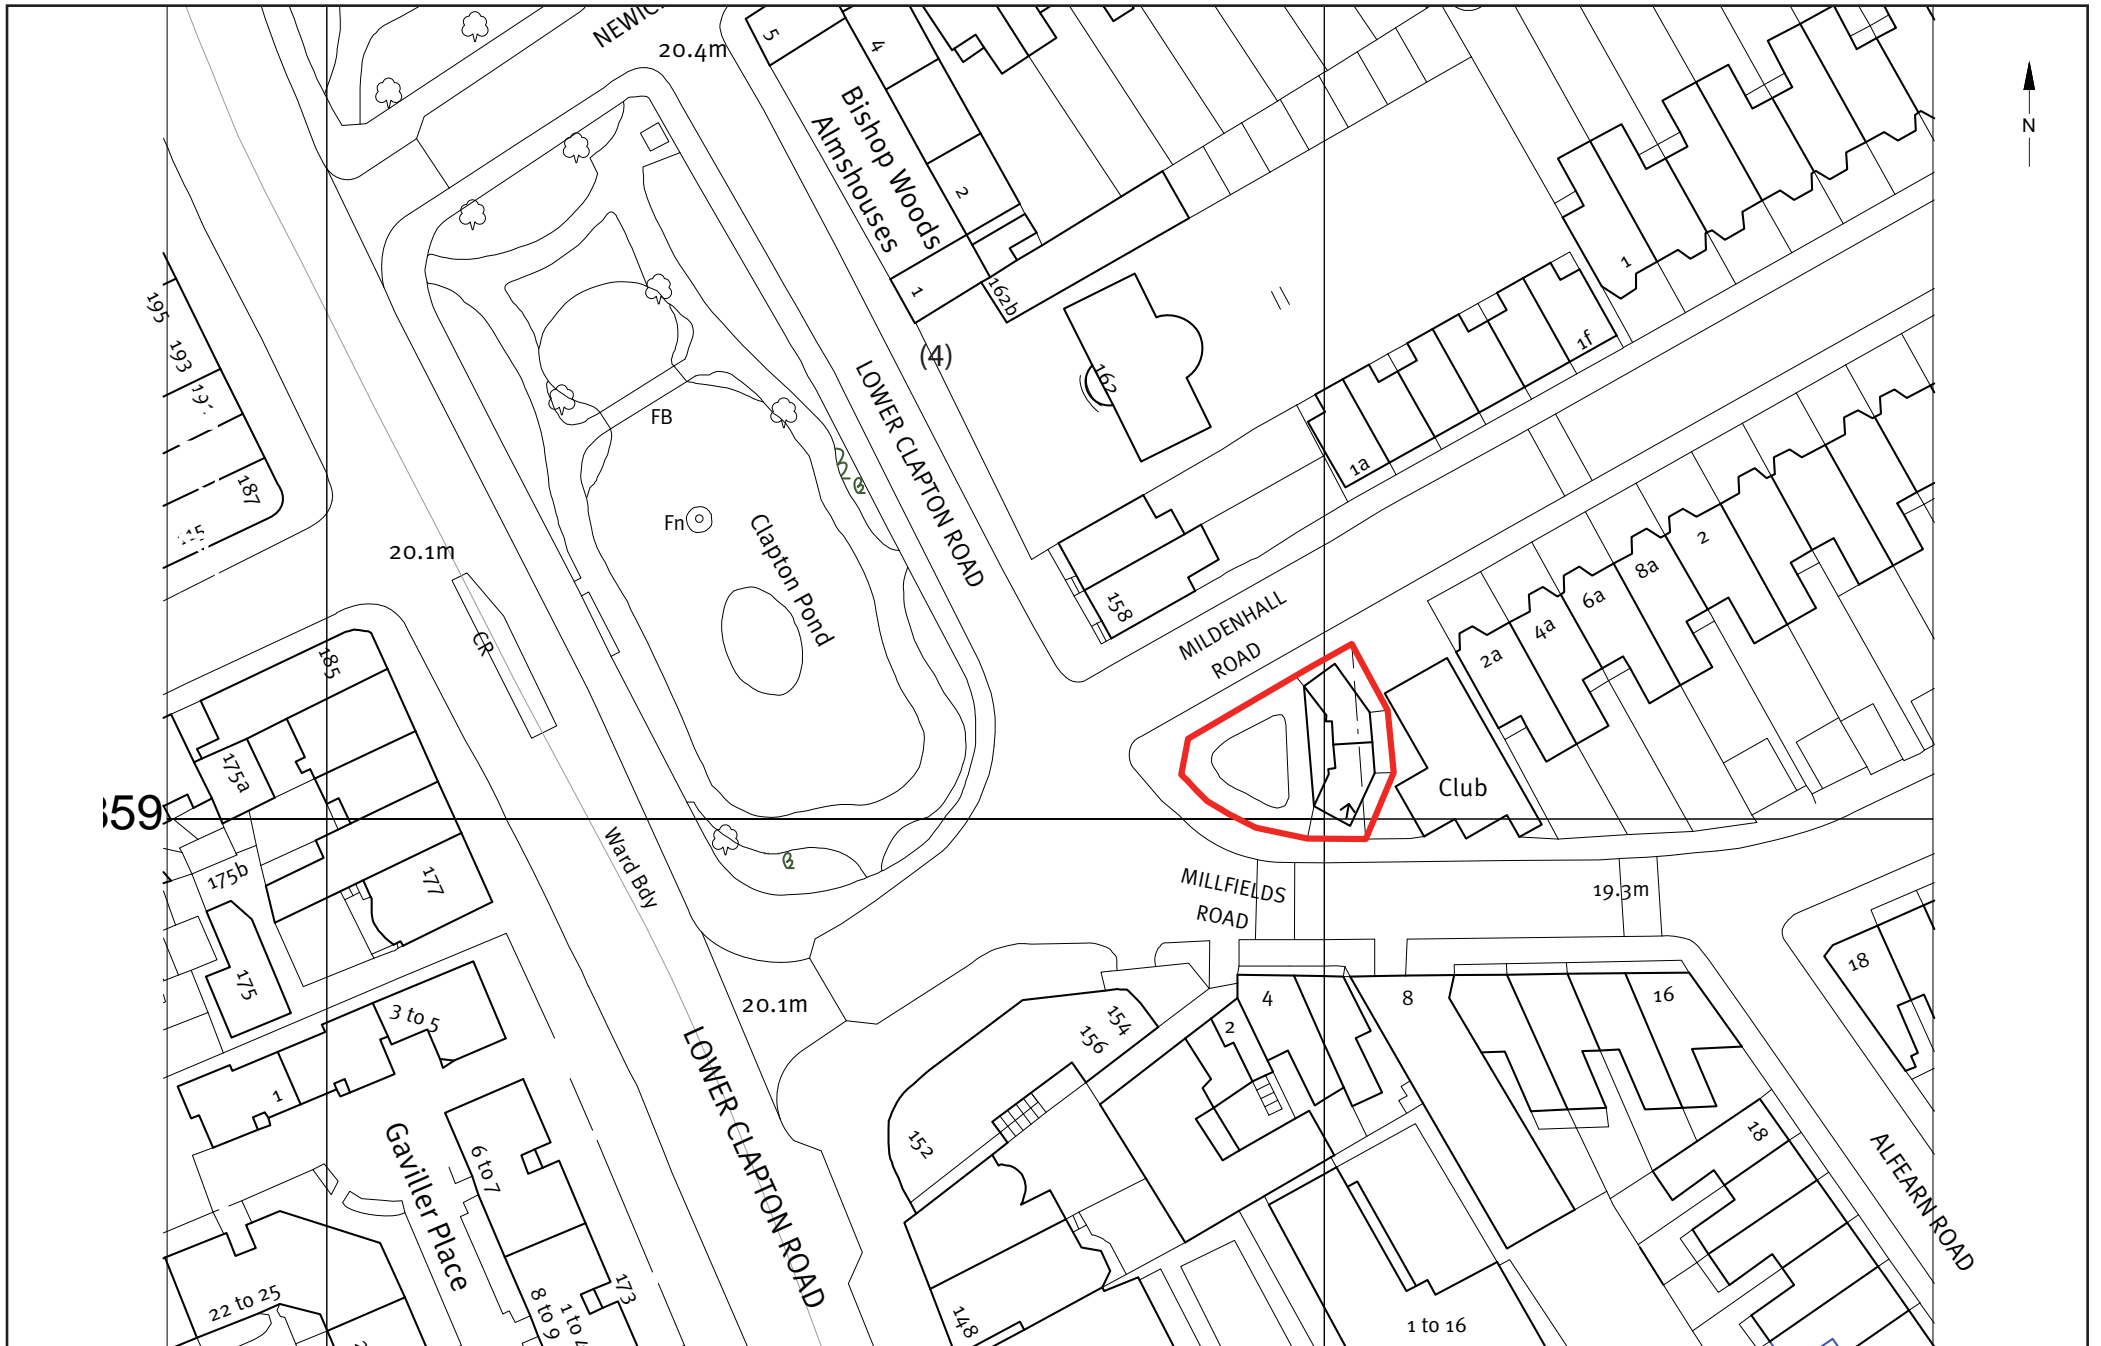 20.4m
5
4
N
Bishop Woods
Almshouses
2
1
162b
195
193
187
1
1f
(4)
162
1a
LOWER CLAPTON ROAD
FB
Fn
Clapton Pond
20.1m
CR
158
MILDENHALL
ROAD
2
8a
6a
4a
2a
185
175a
Club
Ward Bdy
175b
177
MILLFIELDS
ROAD
19.3m
175
20.1m
3 to 5
154
156
2
4
8
16
18
1
152
LOWER CLAPTON ROAD
Gaviller Place
6 to 7
18
ALFEARN ROAD
22 to 25
8 to 9
173
148
1 to 16